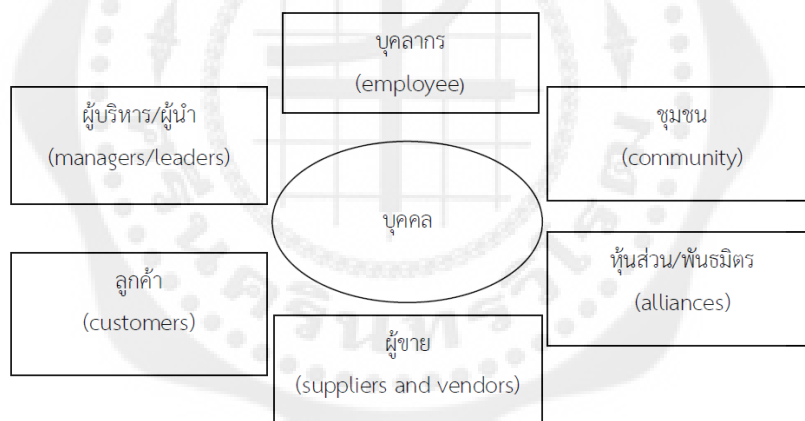 บุคลากร
(employee)
ผู้บริหาร/ผู้นำ
(managers/leaders)
ชุมชน
(community)
บุคคล
หุ้นส่วน/พันธมิตร
(alliances)
ลูกค้า
(customers)
ผู้ขาย
(suppliers and vendors)